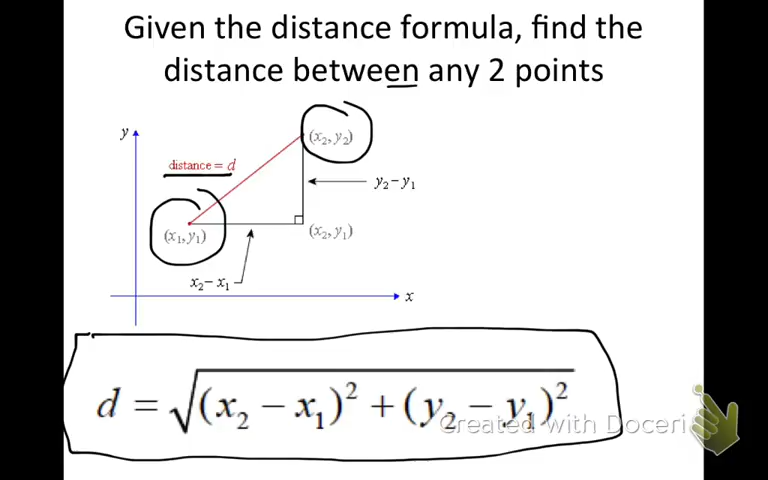 Given the distance formula, find the
distance between any 2 points
y
(x₂, y₂)
distance = d
y₂ – y₁
(x₁, y₁)
(x₂, y₁)
x₂ – x₁
x
d = √(x₂ – x₁)² + (y₂ – y₁)²
Created with Doceri